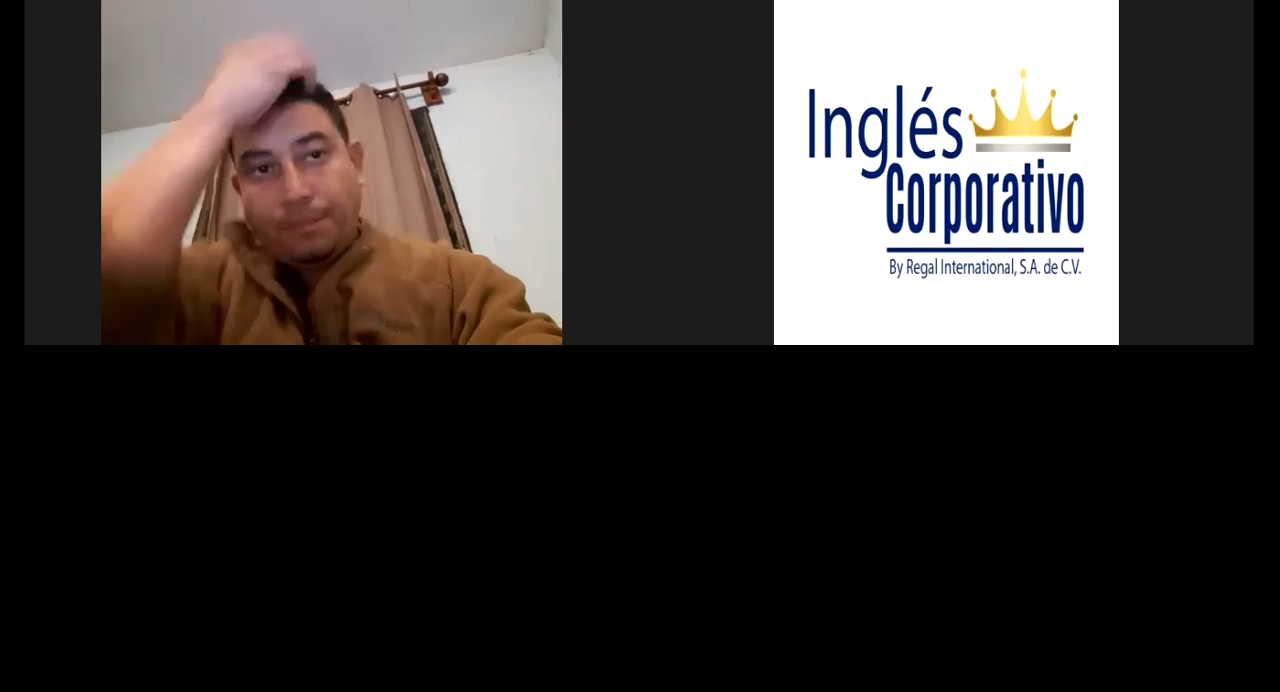 Inglés
Corporativo
By Regal International, S.A. de C.V.